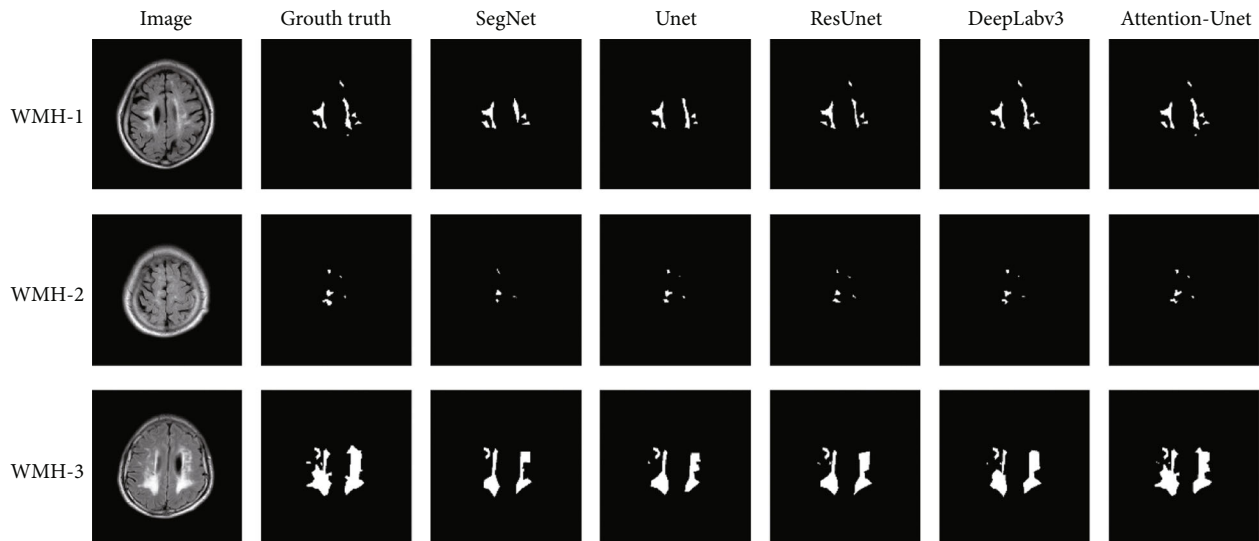 Image Grouth truth SegNet Unet ResUnet DeepLabv3 Attention-Unet
WMH-1
WMH-2
WMH-3